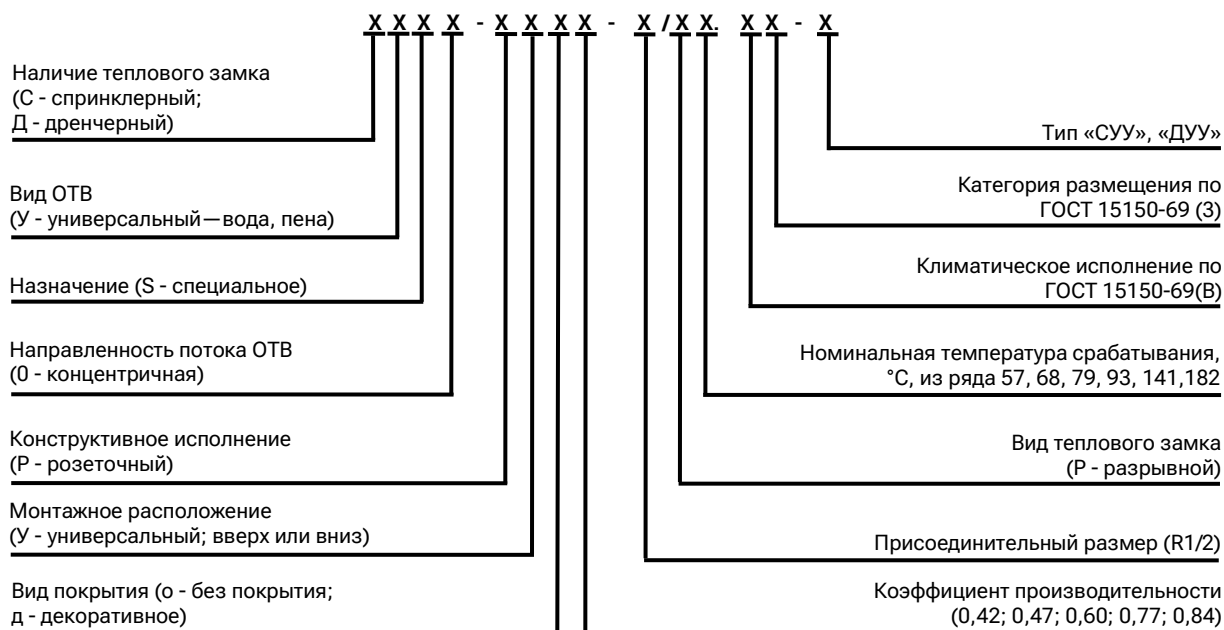 X X X X - X X X X - X / X X. X X - X
Наличие теплового замка
(С - спринклерный;
Д - дренчерный)
Вид ОТВ
(У - универсальный—вода, пена)
Назначение (S - специальное)
Направленность потока ОТВ
(0 - концентричная)
Конструктивное исполнение
(Р - розеточный)
Монтажное расположение
(У - универсальный; вверх или вниз)
Вид покрытия (о - без покрытия;
д - декоративное)
Тип «СУУ», «ДУУ»
Категория размещения по
ГОСТ 15150-69 (3)
Климатическое исполнение по
ГОСТ 15150-69(В)
Номинальная температура срабатывания,
°С, из ряда 57, 68, 79, 93, 141,182
Вид теплового замка
(Р - разрывной)
Присоединительный размер (R1/2)
Коэффициент производительности
(0,42; 0,47; 0,60; 0,77; 0,84)